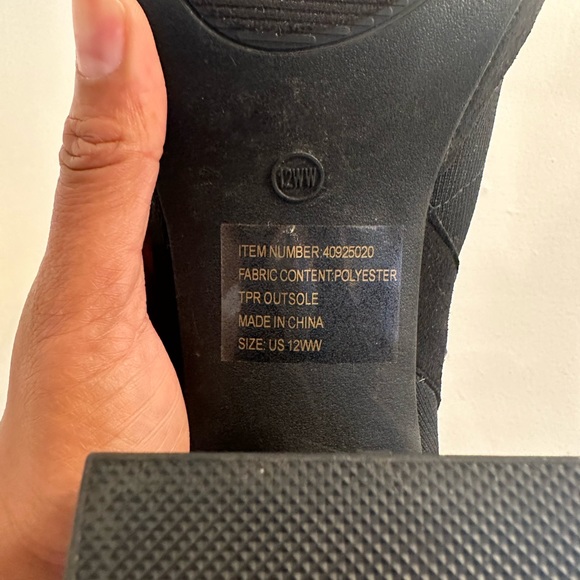 12WW
ITEM NUMBER:40925020
FABRIC CONTENT:POLYESTER
TPR OUTSOLE
MADE IN CHINA
SIZE: US 12WW